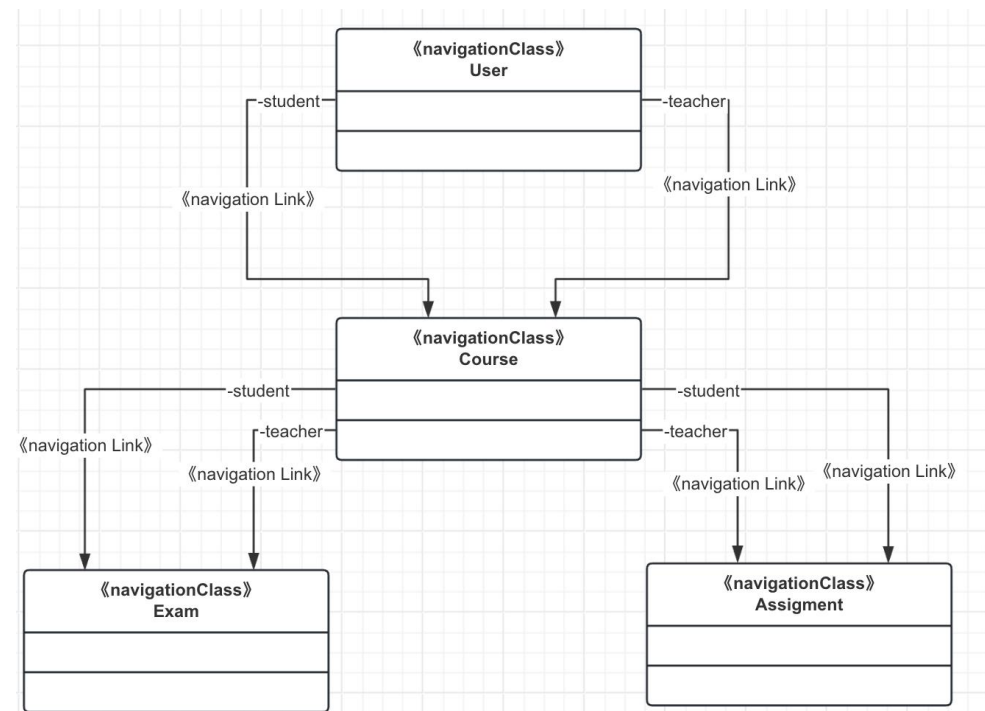 《navigationClass》
User
-student
-teacher
《navigation Link》
《navigation Link》
《navigationClass》
Course
-student
-student
-teacher
-teacher
《navigation Link》
《navigation Link》
《navigation Link》
《navigation Link》
《navigationClass》
Exam
《navigationClass》
Assigment